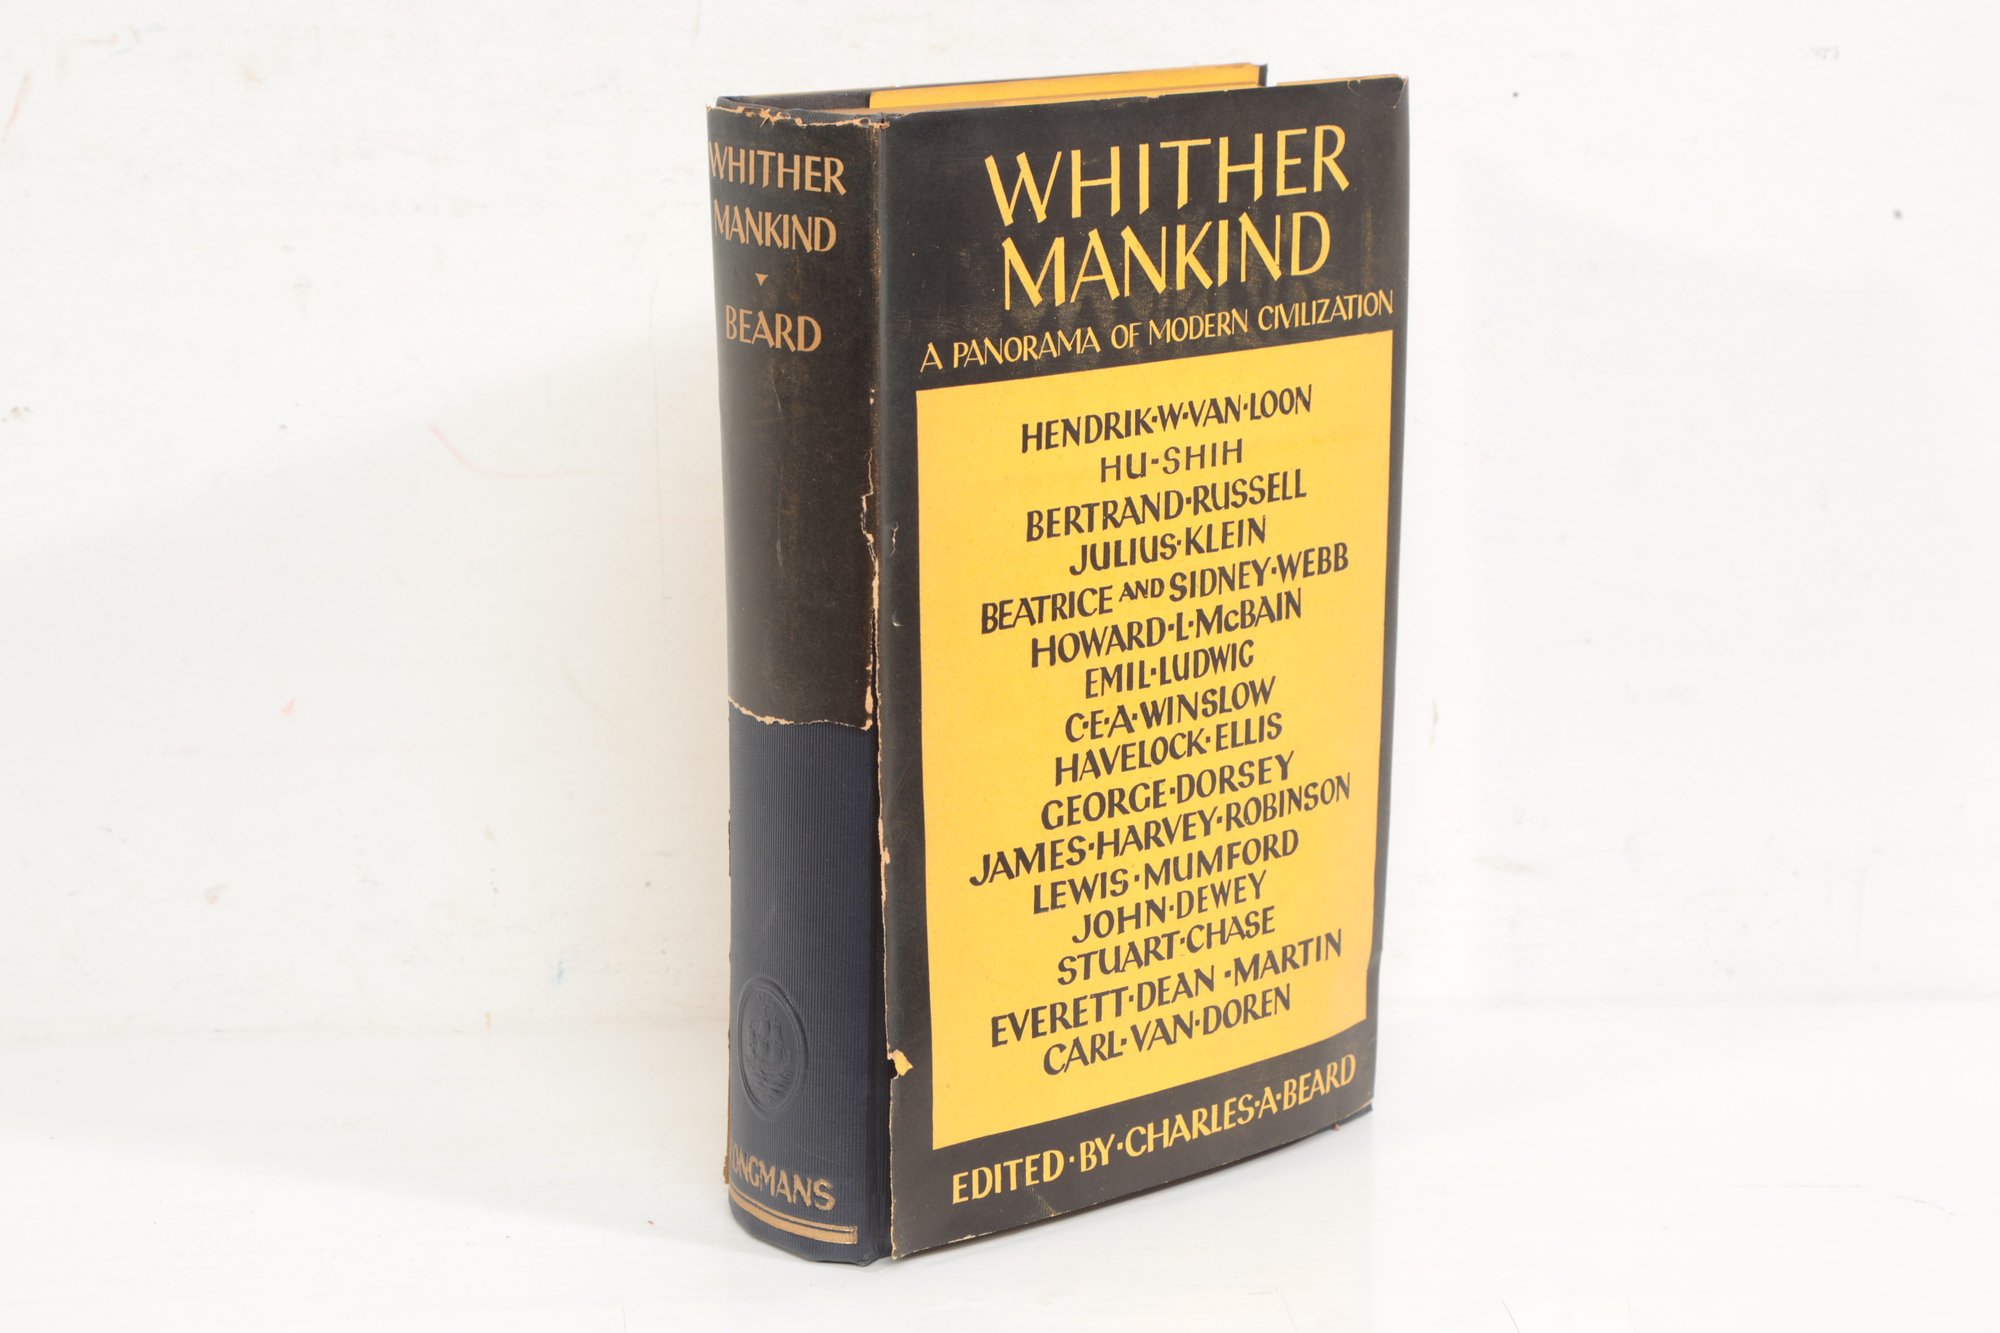 WHITHER
MANKIND
BEARD
LONGMANS
WHITHER
MANKIND
A PANORAMA OF MODERN CIVILIZATION
HENDRIK·W·VAN·LOON
HU-SHIH
BERTRAND·RUSSELL
JULIUS·KLEIN
BEATRICE AND SIDNEY·WEBB
HOWARD·L·McBAIN
EMIL·LUDWIG
C·E·A·WINSLOW
HAVELOCK·ELLIS
GEORGE·DORSEY
JAMES·HARVEY·ROBINSON
LEWIS·MUMFORD
JOHN·DEWEY
STUART·CHASE
EVERETT·DEAN·MARTIN
CARL·VAN·DOREN
EDITED·BY·CHARLES·A·BEARD